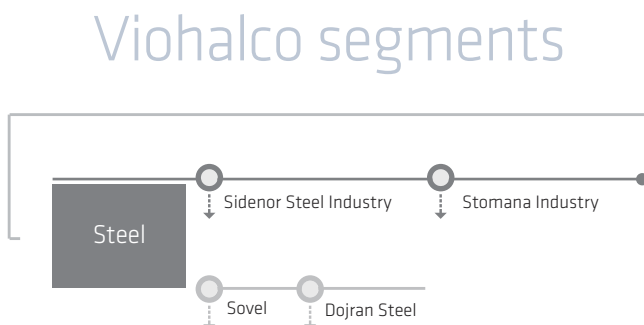 Viohalco segments
Sidenor Steel Industry
Stomana Industry
Steel
Sovel
Dojran Steel